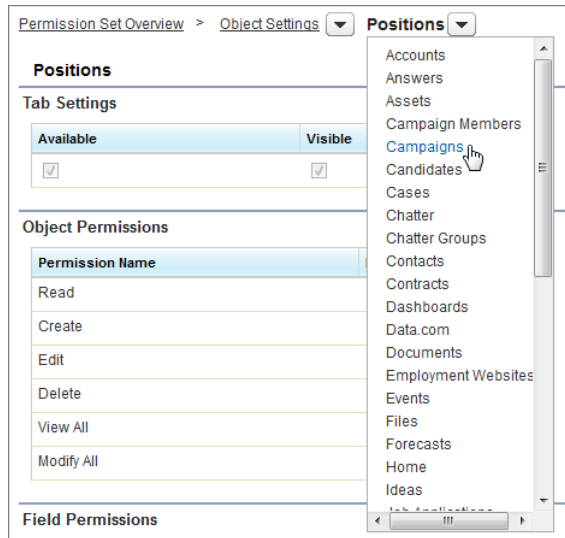 Permission Set Overview > Object Settings Positions
Positions
Tab Settings
Available Visible
Object Permissions
Permission Name
Read
Create
Edit
Delete
View All
Modify All
Field Permissions
Accounts
Answers
Assets
Campaign Members
Campaigns
Candidates
Cases
Chatter
Chatter Groups
Contacts
Contracts
Dashboards
Data.com
Documents
Employment Websites
Events
Files
Forecasts
Home
Ideas